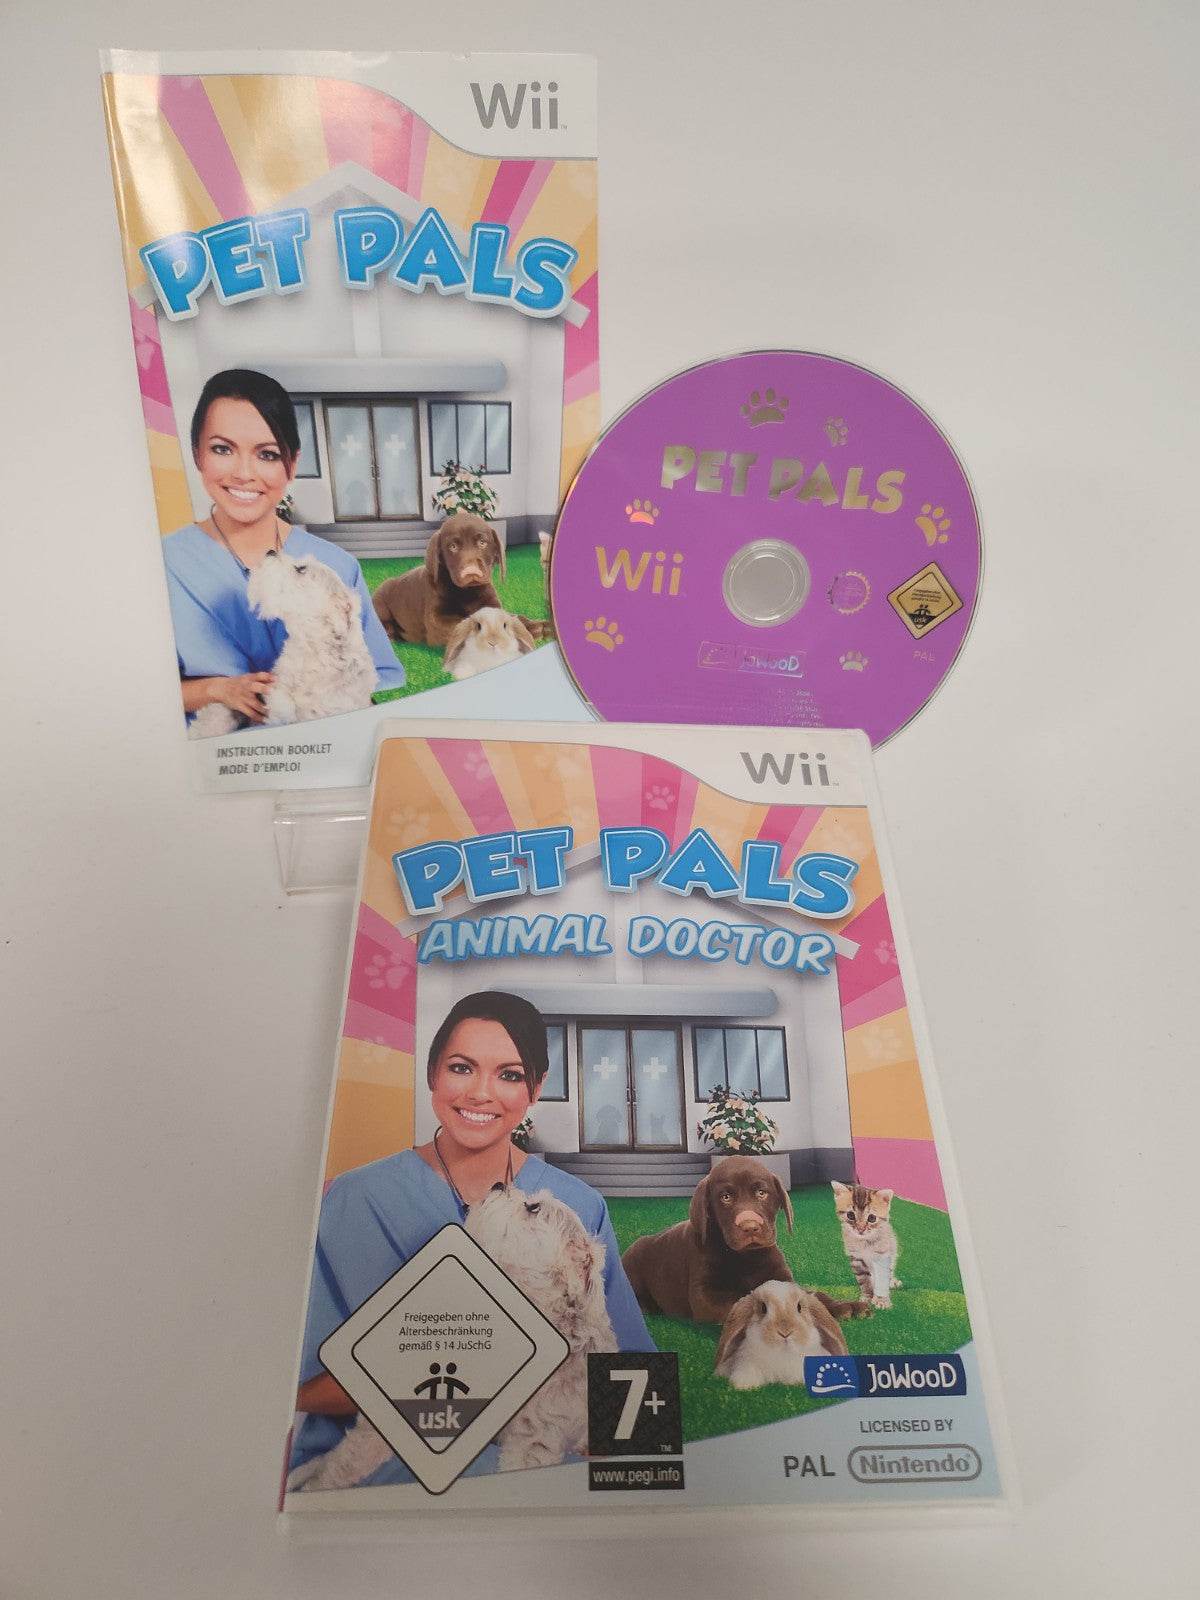 Wii
PET PALS
INSTRUCTION BOOKLET
MODE D'EMPLOI
PET PALS
Wii
usk
PAL
JoWooD
Wii
PET PALS
ANIMAL DOCTOR
Freigegeben ohne
Altersbeschränkung
gemäß § 14 JuSchG
usk
7+
www.pegi.info
JoWooD
LICENSED BY
PAL Nintendo